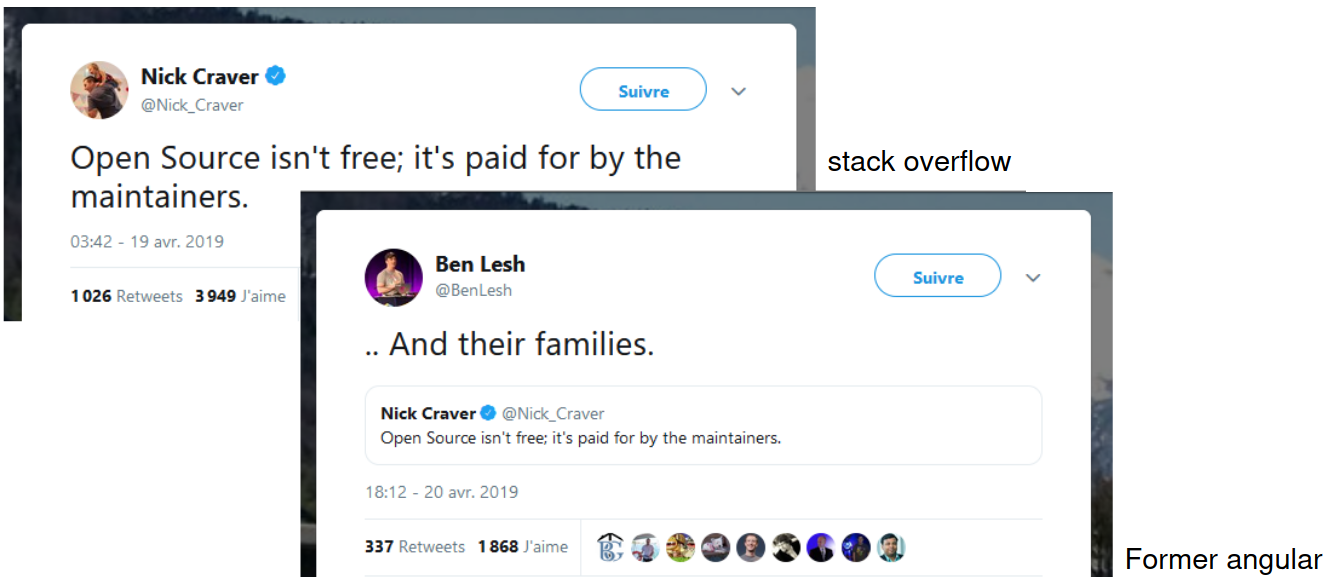 Nick Craver
@Nick_Craver
Suivre
Open Source isn't free; it's paid for by the
maintainers.
03:42 - 19 avr. 2019
1 026 Retweets 3 949 J'aime
stack overflow
Ben Lesh
@BenLesh
Suivre
.. And their families.
Nick Craver @Nick_Craver
Open Source isn't free; it's paid for by the maintainers.
18:12 - 20 avr. 2019
337 Retweets 1 868 J'aime
Former angular